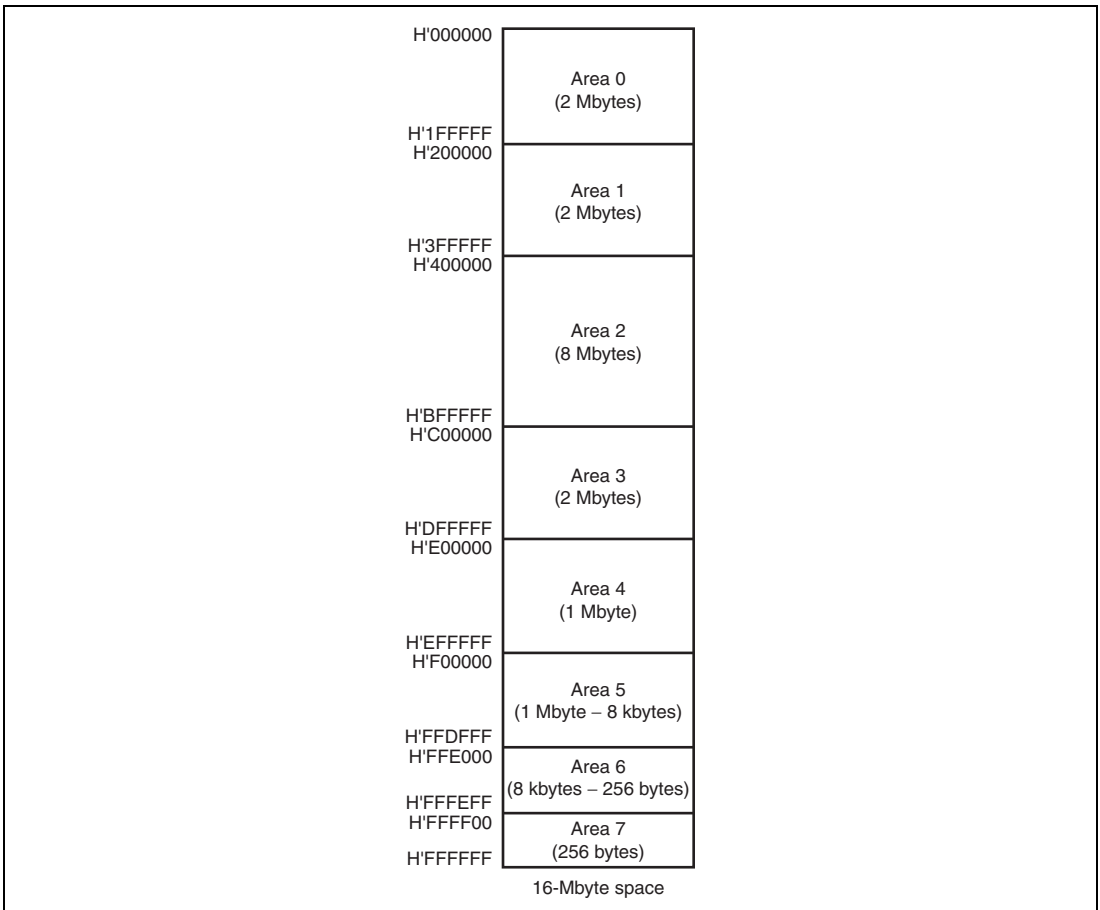 H'000000
Area 0
(2 Mbytes)
H'1FFFFF
H'200000
Area 1
(2 Mbytes)
H'3FFFFF
H'400000
Area 2
(8 Mbytes)
H'BFFFFF
H'C00000
Area 3
(2 Mbytes)
H'DFFFFF
H'E00000
Area 4
(1 Mbyte)
H'EFFFFF
H'F00000
Area 5
(1 Mbyte – 8 kbytes)
H'FFDFFF
H'FFE000
Area 6
(8 kbytes – 256 bytes)
H'FFFEFF
H'FFFF00
Area 7
(256 bytes)
H'FFFFFF
16-Mbyte space